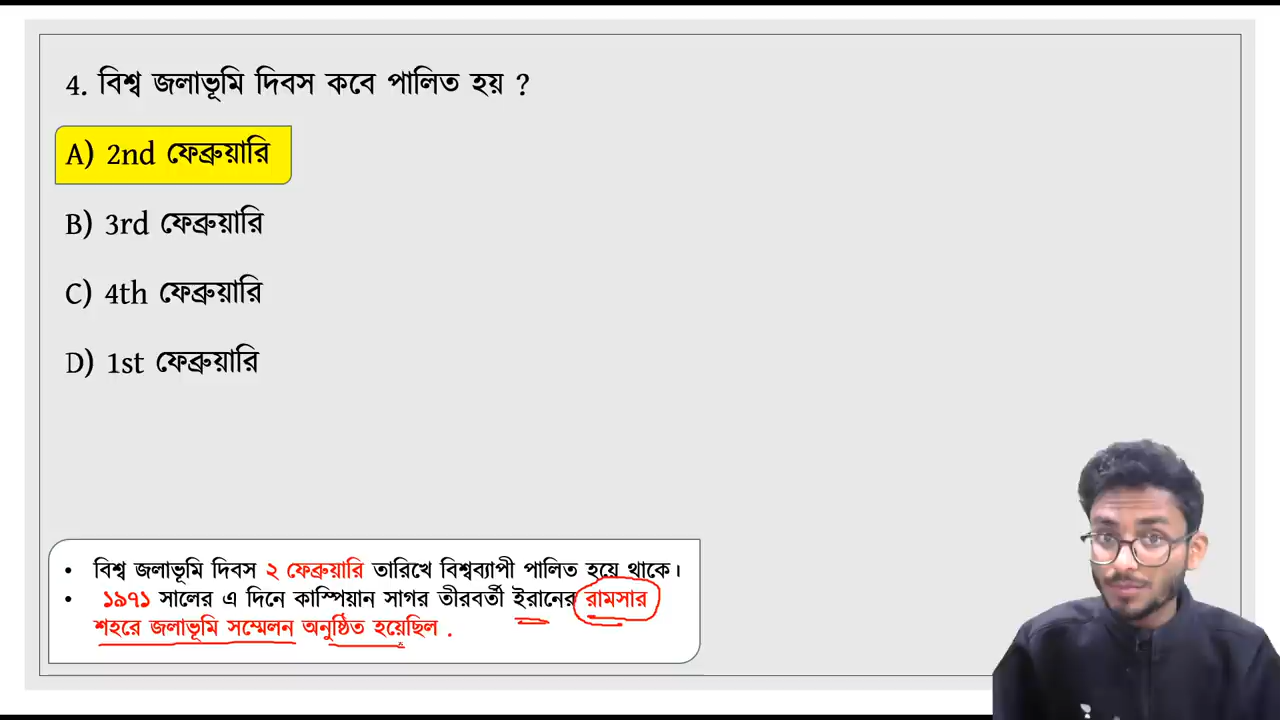 4. বিশ্ব জলাভূমি দিবস কবে পালিত হয় ?
A) 2nd ফেব্রুয়ারি
B) 3rd ফেব্রুয়ারি
C) 4th ফেব্রুয়ারি
D) 1st ফেব্রুয়ারি
• বিশ্ব জলাভূমি দিবস ২ ফেব্রুয়ারি তারিখে বিশ্বব্যাপী পালিত হয়ে থাকে।
• ১৯৭১ সালের এ দিনে কাস্পিয়ান সাগর তীরবর্তী ইরানের রামসার
শহরে জলাভূমি সম্মেলন অনুষ্ঠিত হয়েছিল .